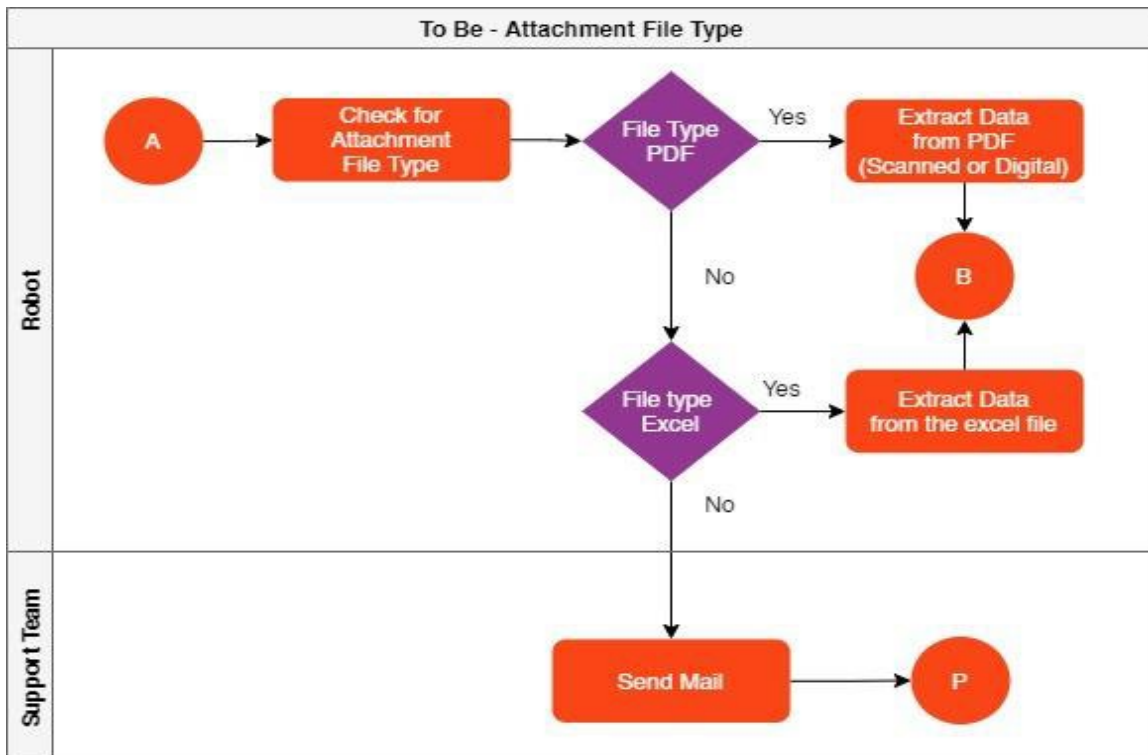 To Be - Attachment File Type
Robot
A
Check for
Attachment
File Type
File Type
PDF
Yes
Extract Data
from PDF
(Scanned or Digital)
B
No
File type
Excel
Yes
Extract Data
from the excel file
No
Support Team
Send Mail
P